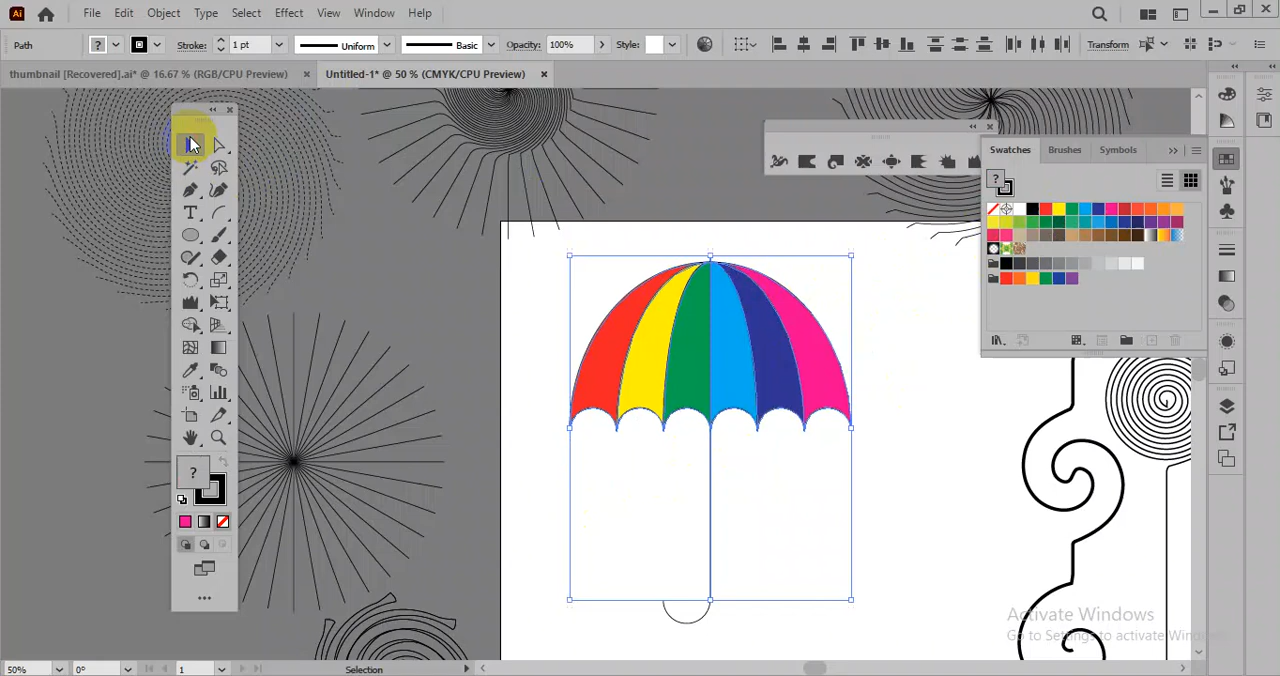 Ai File Edit Object Type Select Effect View Window Help
Path ? Stroke: 1 pt Uniform Basic Opacity: 100% Style: Transform
thumbnail [Recovered].ai* @ 16.67 % (RGB/CPU Preview) × Untitled-1* @ 50 % (CMYK/CPU Preview) ×
Swatches Brushes Symbols
?
T
?
Activate Windows
Go to Settings to activate Windows
50% 0° 1 Selection